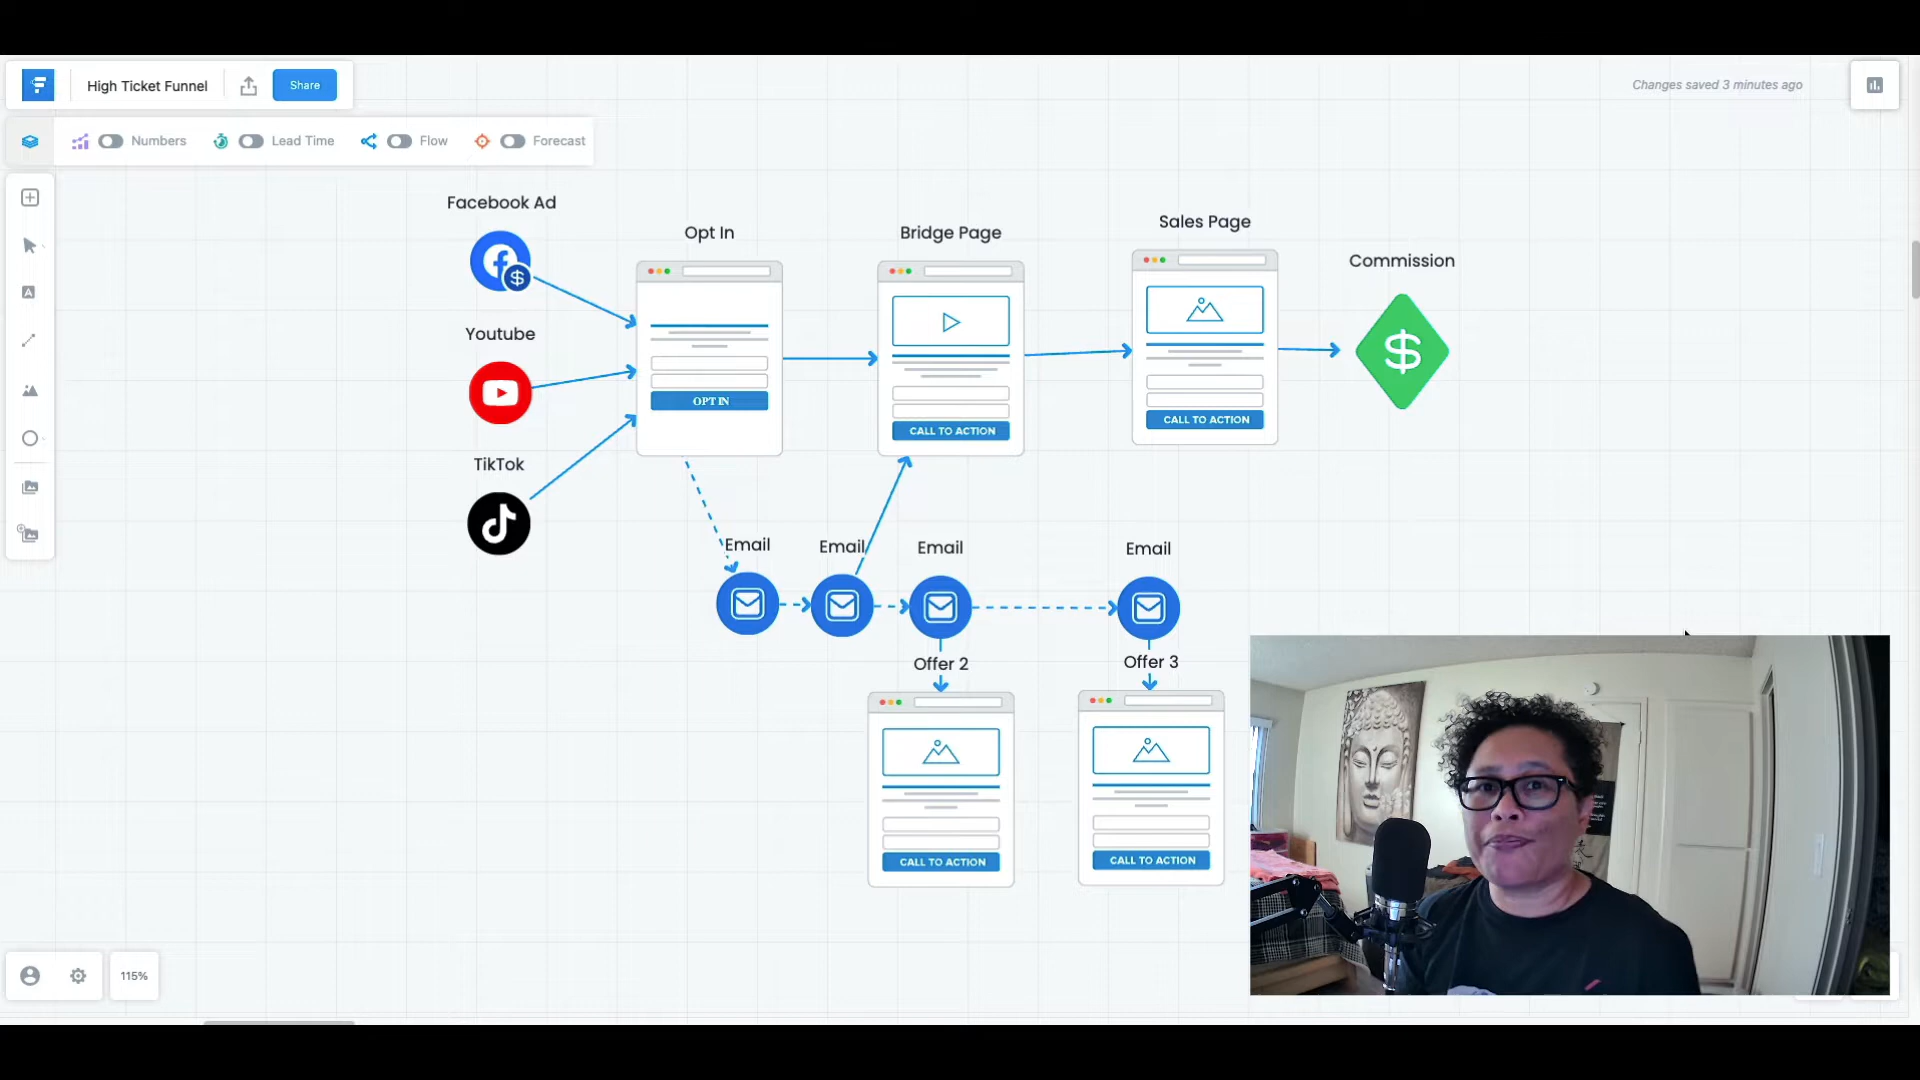 High Ticket Funnel
Share
Changes saved 3 minutes ago
Numbers
Lead Time
Flow
Forecast
Facebook Ad
Youtube
TikTok
Opt In
OPT IN
Bridge Page
CALL TO ACTION
Sales Page
CALL TO ACTION
Commission
Email
Email
Email
Email
Offer 2
CALL TO ACTION
Offer 3
CALL TO ACTION
115%